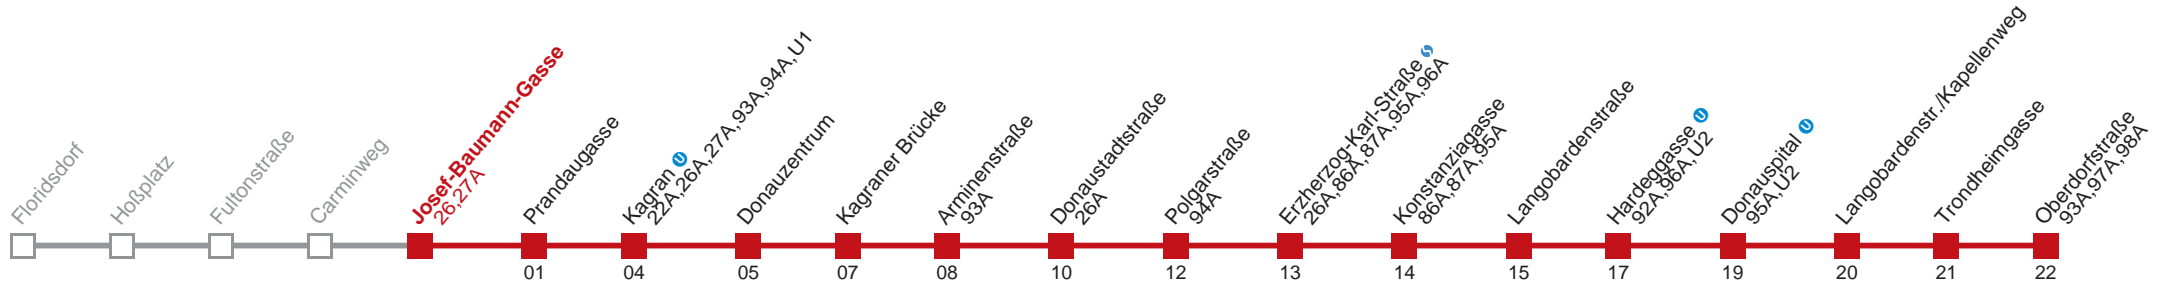 Floridsdorf
Hoßplatz
Fultonstraße
Carminweg
Josef-Baumann-Gasse
26,27A
Prandaugasse
01
Kagran U
22A,26A,27A,93A,94A,U1
04
Donauzentrum
05
Kagraner Brücke
07
Arminenstraße
93A
08
Donaustadtstraße
26A
10
Polgarstraße
94A
12
Erzherzog-Karl-Straße S
26A,86A,87A,95A,96A
13
Konstanziagasse
86A,87A,95A
14
Langobardenstraße
15
Hardeggasse U
92A,96A,U2
17
Donauspital U
95A,U2
19
Langobardenstr./Kapellenweg
20
Trondheimgasse
21
Oberdorfstraße
93A,97A,98A
22